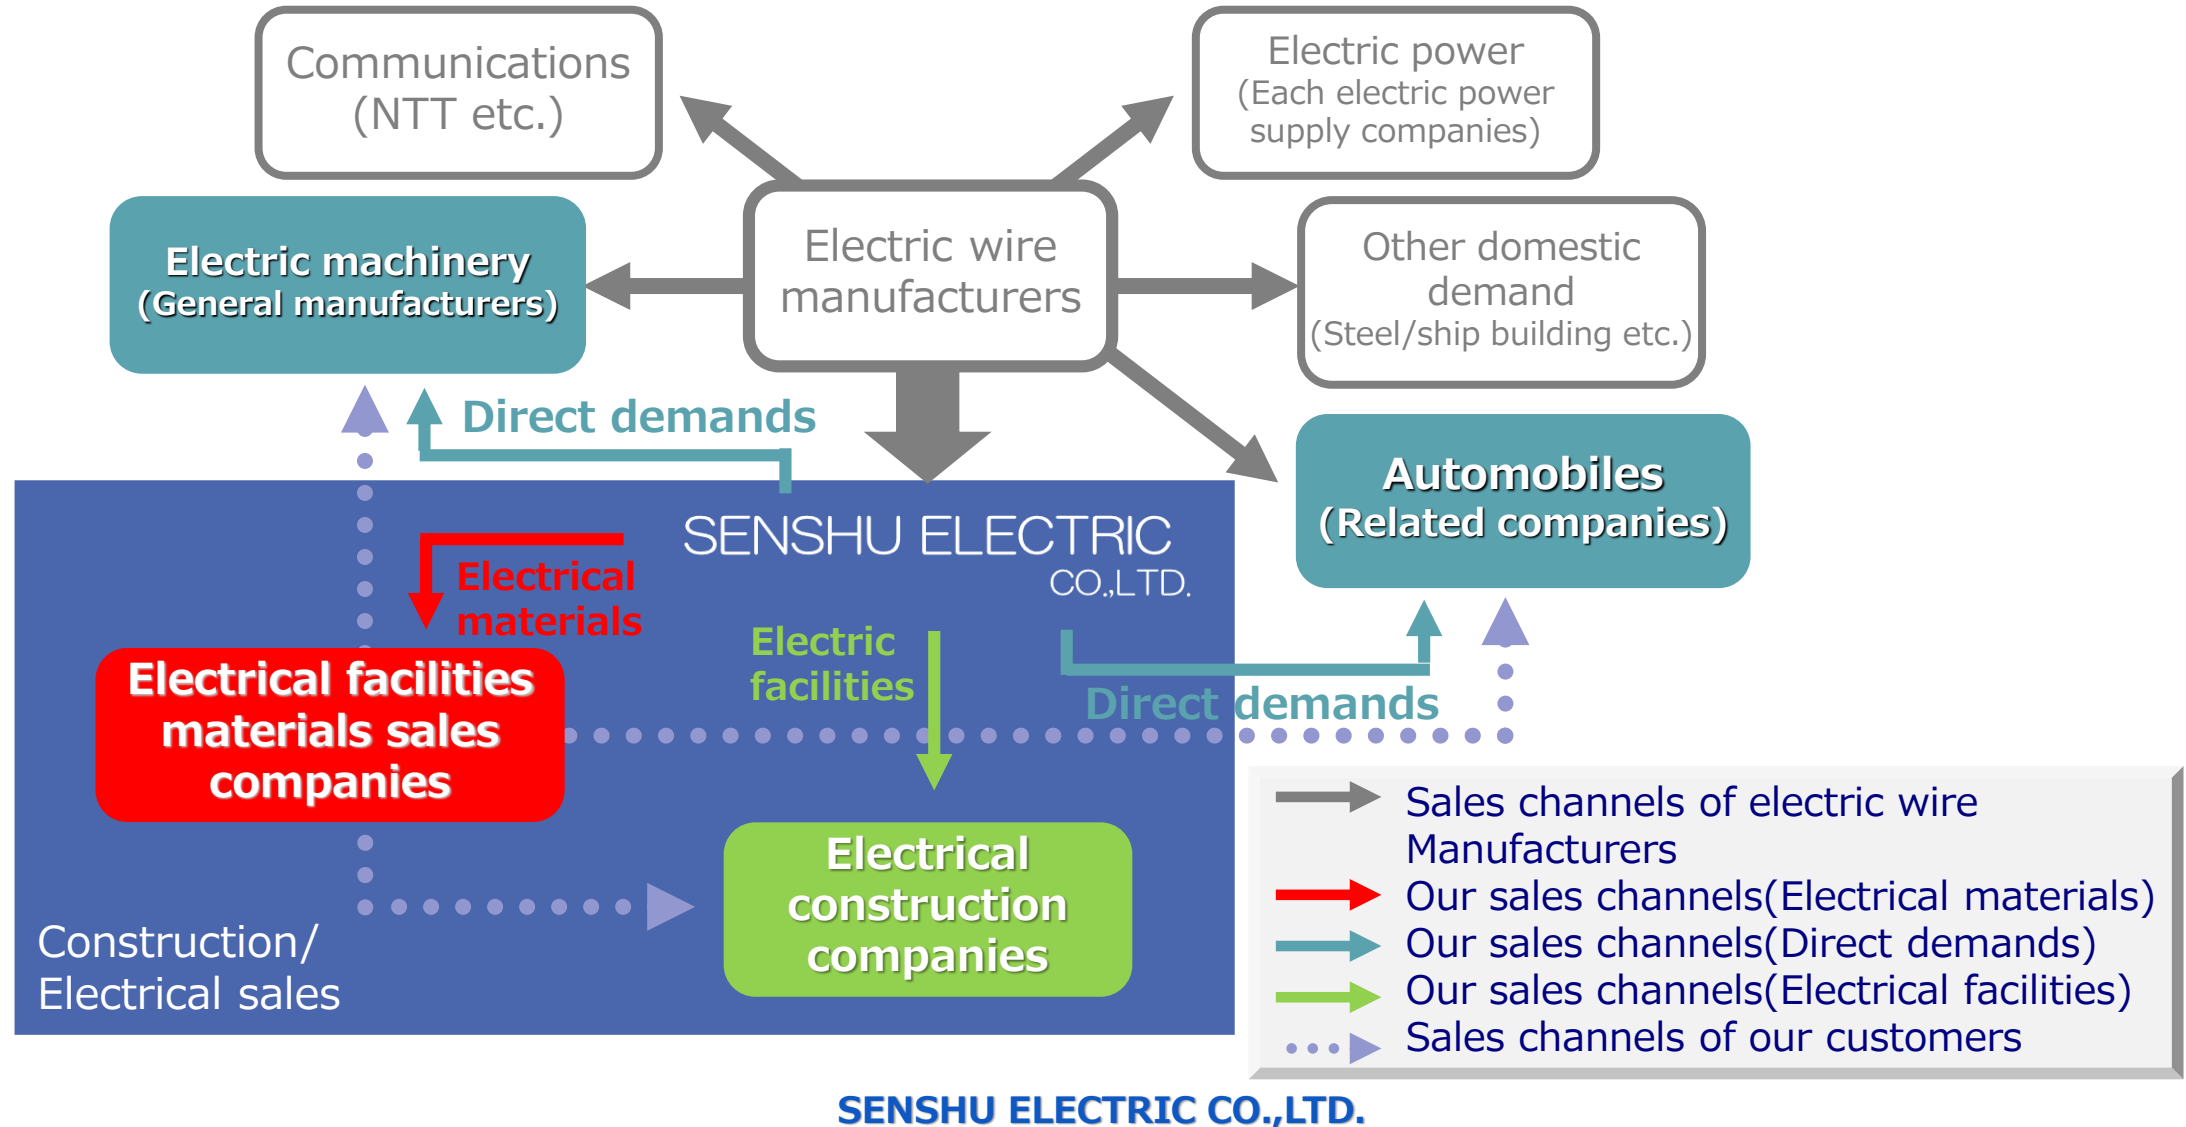 Communications
(NTT etc.)
Electric power
(Each electric power
supply companies)
Electric machinery
(General manufacturers)
Electric wire
manufacturers
Other domestic
demand
(Steel/ship building etc.)
Direct demands
Automobiles
(Related companies)
SENSHU ELECTRIC
CO.,LTD.
Electrical
materials
Electric
facilities
Direct demands
Electrical facilities
materials sales
companies
Electrical
construction
companies
Construction/
Electrical sales
Sales channels of electric wire
Manufacturers
Our sales channels(Electrical materials)
Our sales channels(Direct demands)
Our sales channels(Electrical facilities)
Sales channels of our customers
SENSHU ELECTRIC CO.,LTD.